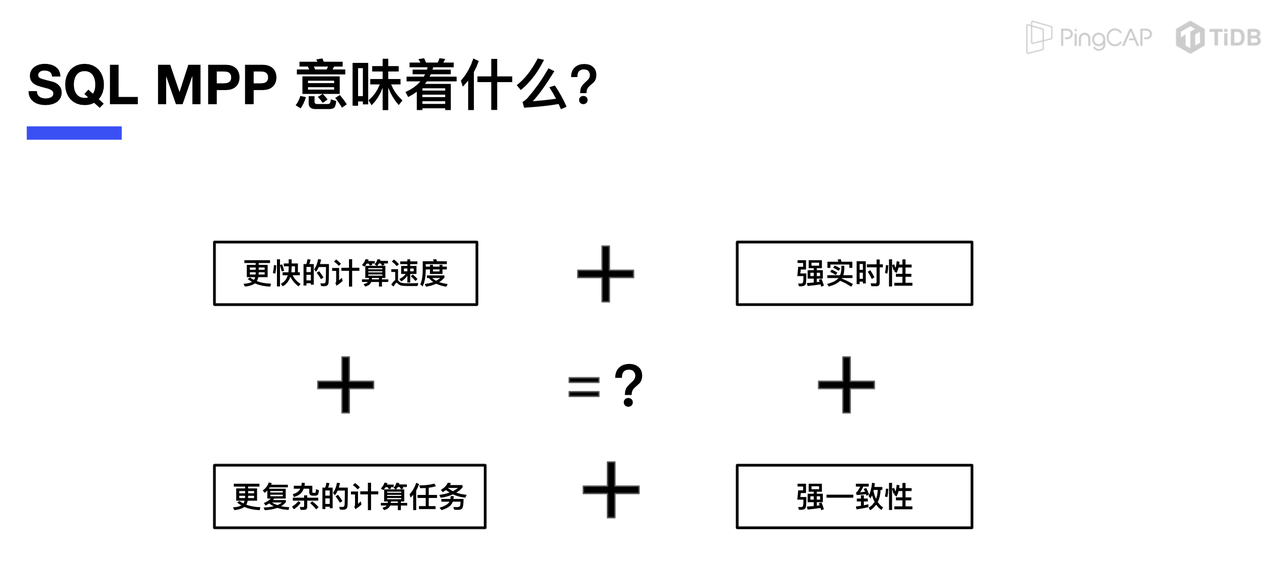 PingCAP TiDB
SQL MPP 意味着什么?
更快的计算速度 + 强实时性
+ = ? +
更复杂的计算任务 + 强一致性